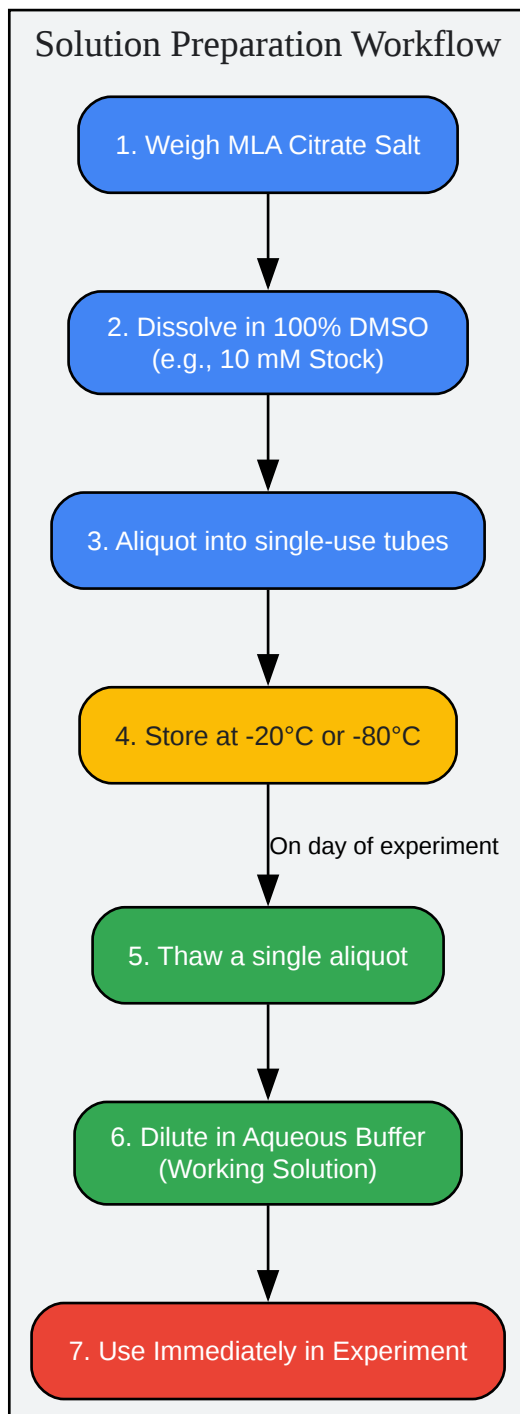 Solution Preparation Workflow
1. Weigh MLA Citrate Salt
2. Dissolve in 100% DMSO
(e.g., 10 mM Stock)
3. Aliquot into single-use tubes
4. Store at -20°C or -80°C
On day of experiment
5. Thaw a single aliquot
6. Dilute in Aqueous Buffer
(Working Solution)
7. Use Immediately in Experiment